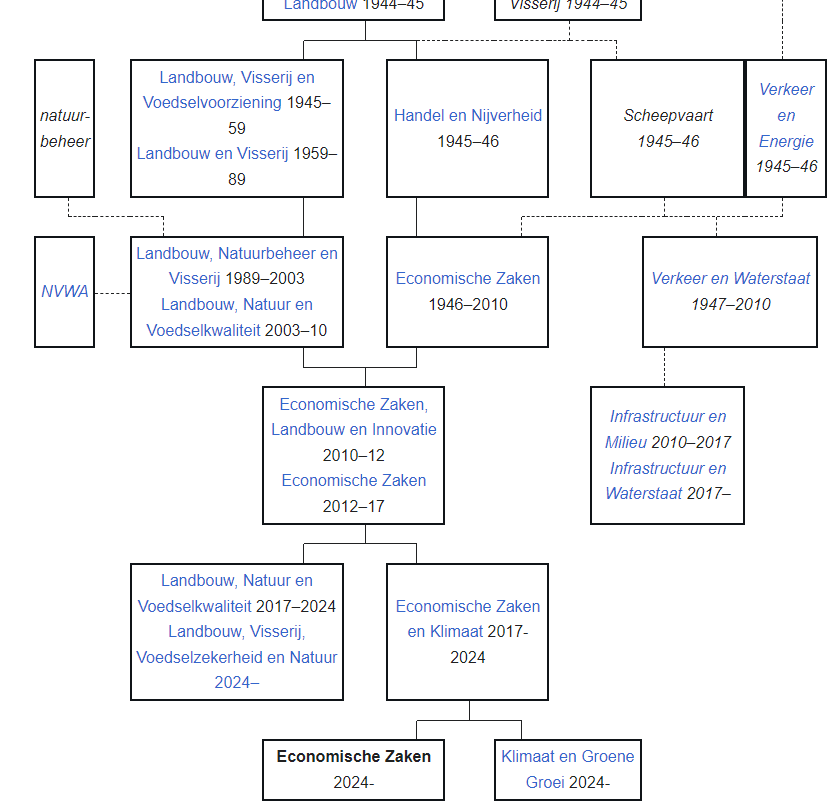 Landbouw 1944–45
Visserij 1944–45
natuur-
beheer
Landbouw, Visserij en
Voedselvoorziening 1945–
59
Landbouw en Visserij 1959–
89
Handel en Nijverheid
1945–46
Scheepvaart
1945–46
Verkeer
en
Energie
1945–46
NVWA
Landbouw, Natuurbeheer en
Visserij 1989–2003
Landbouw, Natuur en
Voedselkwaliteit 2003–10
Economische Zaken
1946–2010
Verkeer en Waterstaat
1947–2010
Economische Zaken,
Landbouw en Innovatie
2010–12
Economische Zaken
2012–17
Infrastructuur en
Milieu 2010–2017
Infrastructuur en
Waterstaat 2017–
Landbouw, Natuur en
Voedselkwaliteit 2017–2024
Landbouw, Visserij,
Voedselzekerheid en Natuur
2024–
Economische Zaken
en Klimaat 2017-
2024
Economische Zaken
2024-
Klimaat en Groene
Groei 2024-